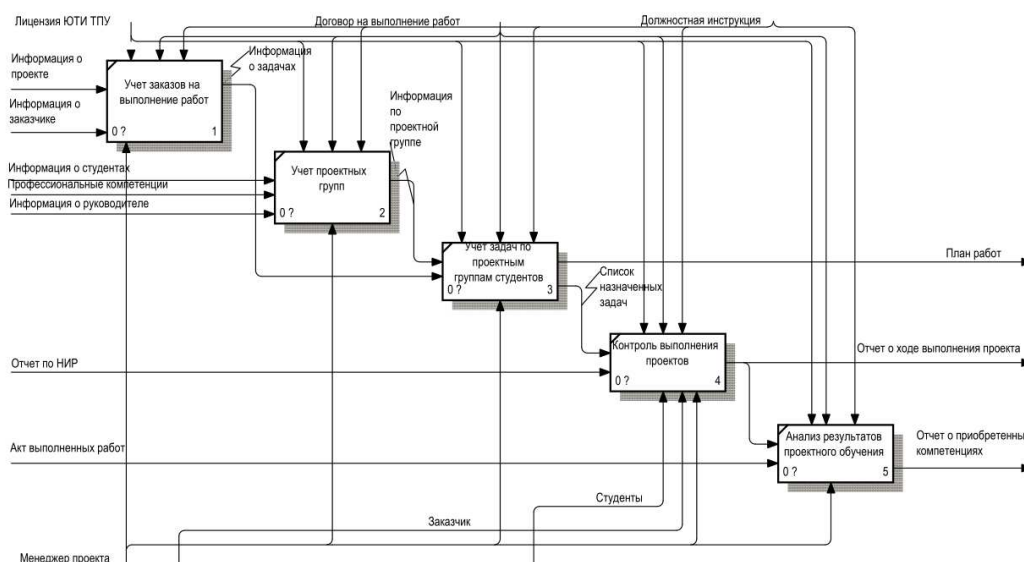 Лицензия ЮТИ ТПУ
Договор на выполнение работ
Должностная инструкция
Информация о
проекте
Информация о
заказчике
Учет заказов на
выполнение работ
0 ?
1
Информация
о задачах
Информация
по
проектной
группе
Информация о студентах
Профессиональные компетенции
Информация о руководителе
Учет проектных
групп
0 ?
2
Учет задач по
проектным
группам студентов
0 ?
3
План работ
Список
назначенных
задач
Отчет по НИР
Контроль выполнения
проектов
0 ?
4
Отчет о ходе выполнения проекта
Акт выполненных работ
Анализ результатов
проектного обучения
0 ?
5
Отчет о приобретенны
компетенциях
Студенты
Заказчик
Менеджер проекта